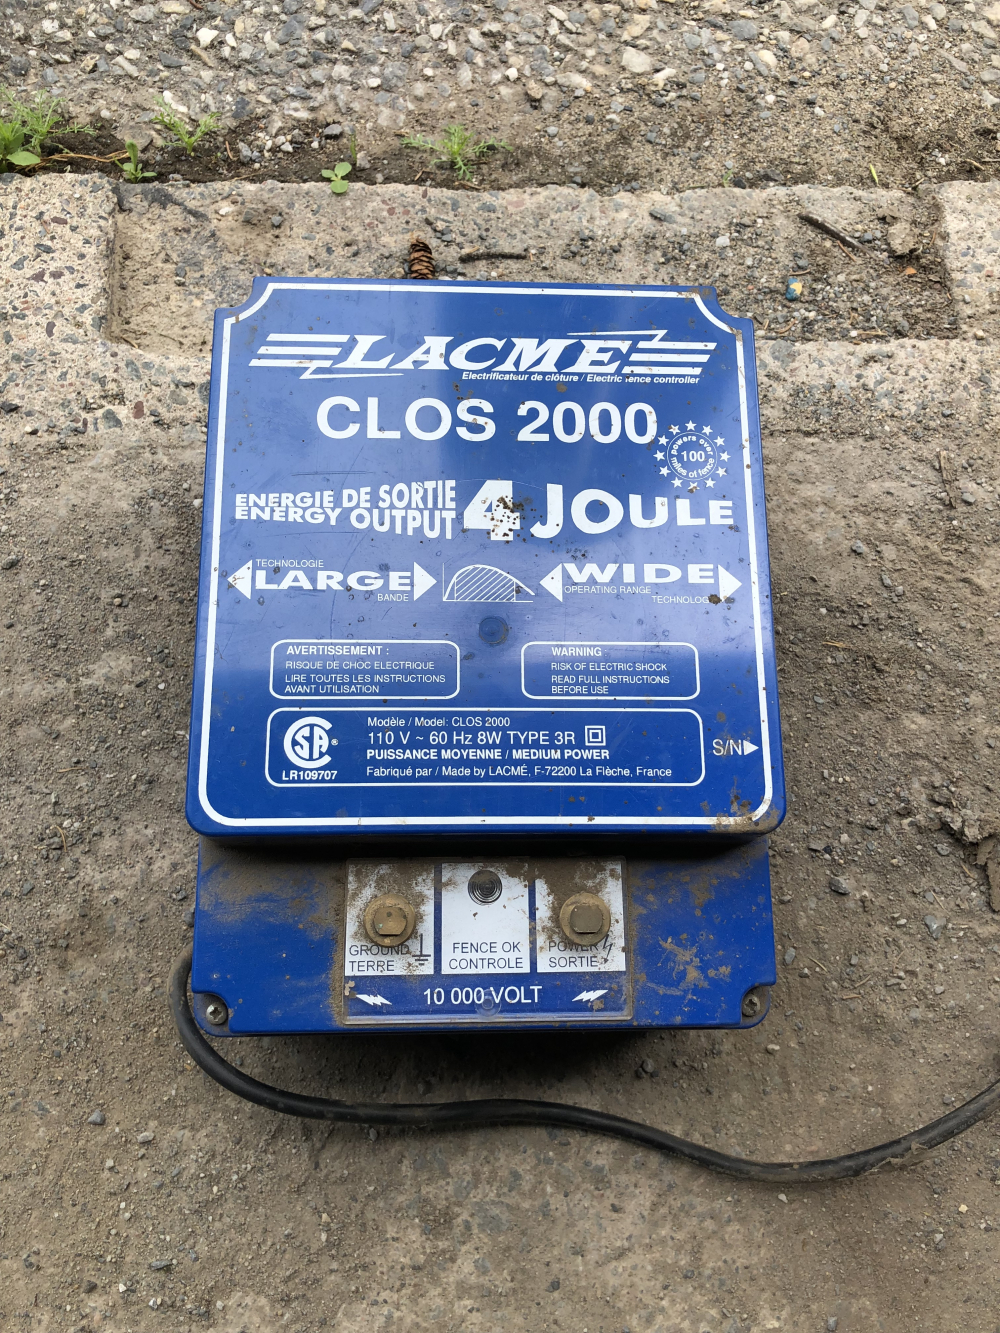 LACME
Electrificateur de clôture / Electric fence controller
CLOS 2000
powers over
100
miles of fence
ENERGIE DE SORTIE
ENERGY OUTPUT
4 JOULE
TECHNOLOGIE
LARGE
BANDE
WIDE
OPERATING RANGE
TECHNOLOG
AVERTISSEMENT :
RISQUE DE CHOC ELECTRIQUE
LIRE TOUTES LES INSTRUCTIONS
AVANT UTILISATION
WARNING :
RISK OF ELECTRIC SHOCK
READ FULL INSTRUCTIONS
BEFORE USE
CSA ®
LR109707
Modèle / Model: CLOS 2000
110 V ~ 60 Hz 8W TYPE 3R
PUISSANCE MOYENNE / MEDIUM POWER
Fabriqué par / Made by LACMÉ, F-72200 La Flèche, France
S/N
GROUND
TERRE
FENCE OK
CONTROLE
POWER
SORTIE
10 000 VOLT